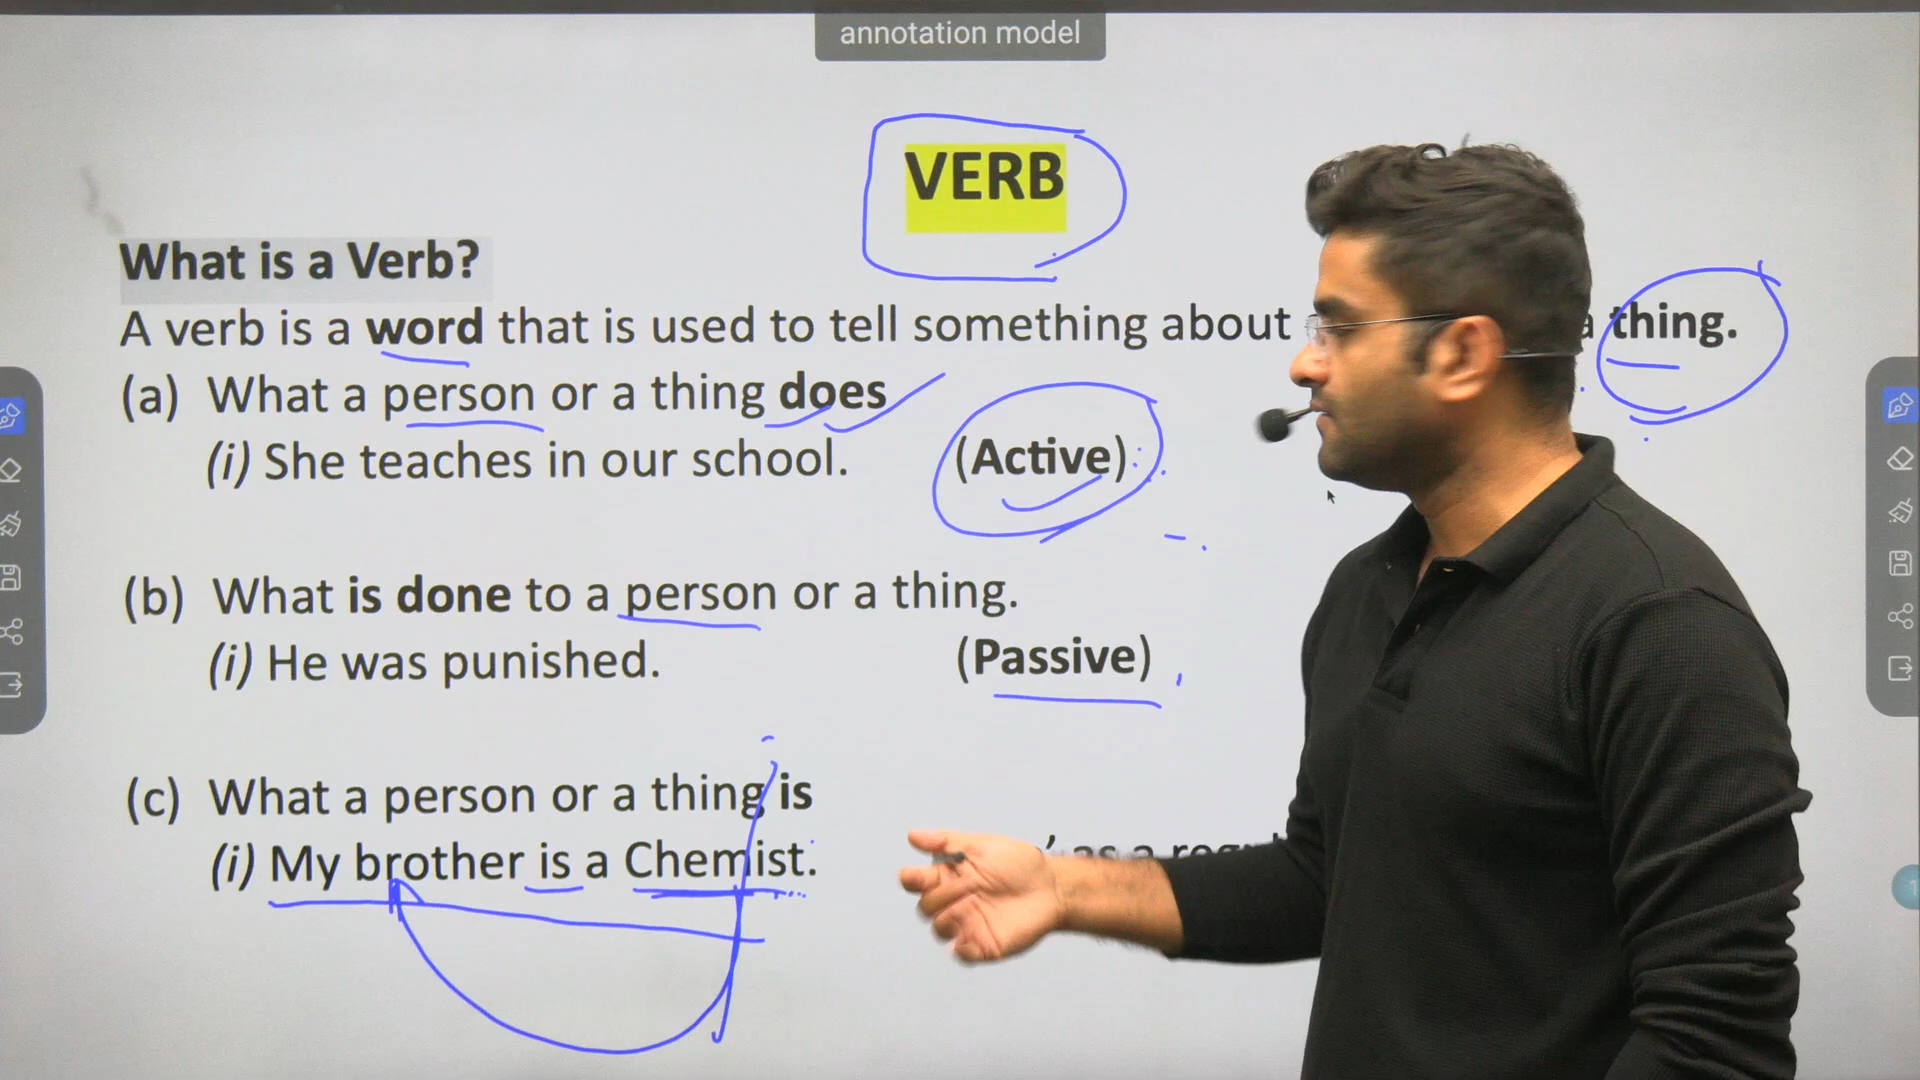 annotation model
VERB
What is a Verb?
A verb is a word that is used to tell something about a thing.
(a) What a person or a thing does
(i) She teaches in our school. (Active)
(b) What is done to a person or a thing.
(i) He was punished. (Passive)
(c) What a person or a thing is
(i) My brother is a Chemist. ' as a